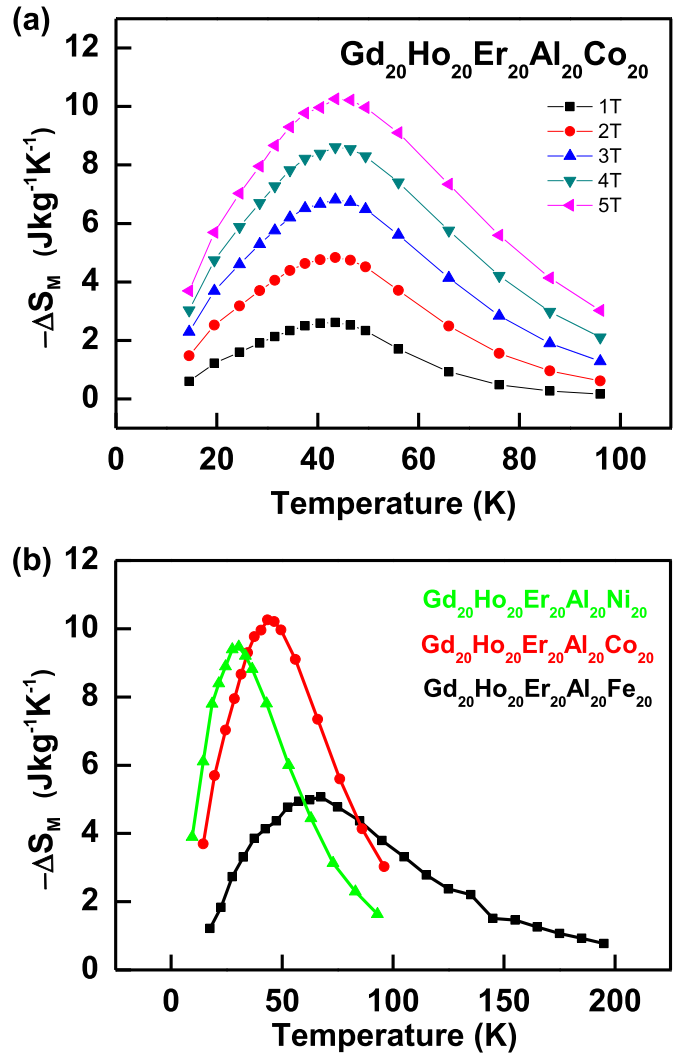 (a)
Gd20Ho20Er20Al20Co20
1T
2T
3T
4T
5T
12
10
8
6
4
2
0
−ΔSM (Jkg-1K-1)
0 20 40 60 80 100
Temperature (K)
(b)
Gd20Ho20Er20Al20Ni20
Gd20Ho20Er20Al20Co20
Gd20Ho20Er20Al20Fe20
12
10
8
6
4
2
0
−ΔSM (Jkg-1K-1)
0 50 100 150 200
Temperature (K)